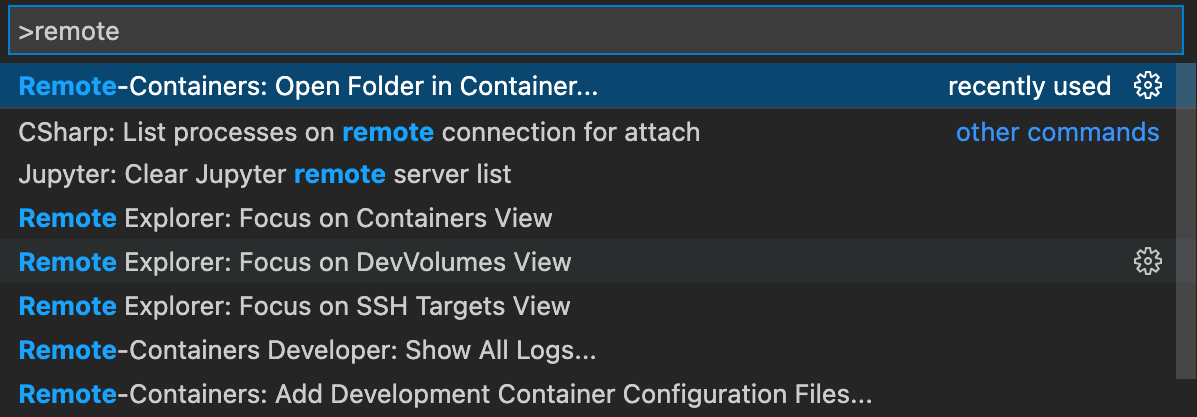 >remote
Remote-Containers: Open Folder in Container... recently used
CSharp: List processes on remote connection for attach other commands
Jupyter: Clear Jupyter remote server list
Remote Explorer: Focus on Containers View
Remote Explorer: Focus on DevVolumes View
Remote Explorer: Focus on SSH Targets View
Remote-Containers Developer: Show All Logs...
Remote-Containers: Add Development Container Configuration Files...